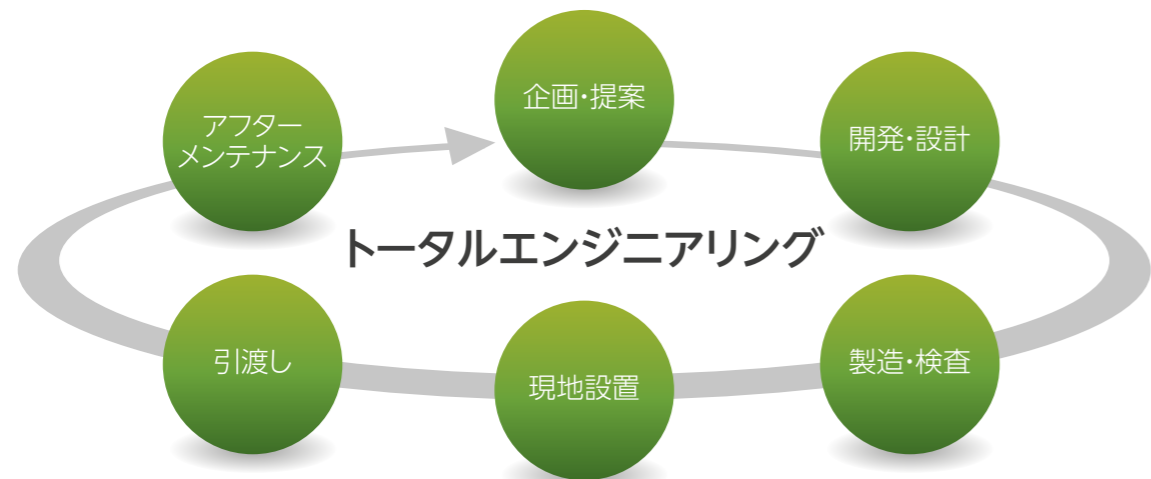 企画・提案
開発・設計
製造・検査
現地設置
引渡し
アフター
メンテナンス
トータルエンジニアリング